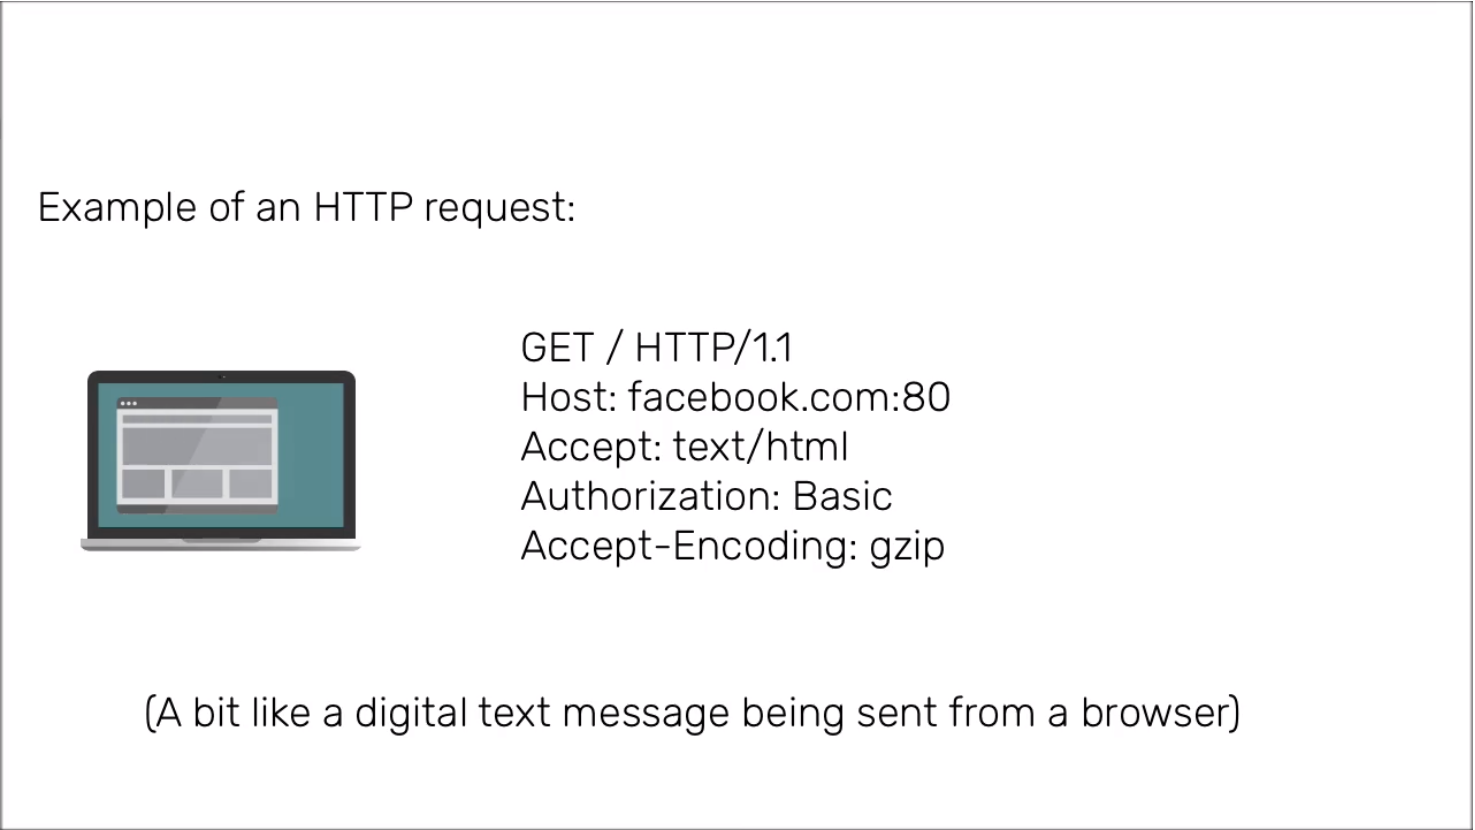 Example of an HTTP request:
GET / HTTP/1.1
Host: facebook.com:80
Accept: text/html
Authorization: Basic
Accept-Encoding: gzip
(A bit like a digital text message being sent from a browser)